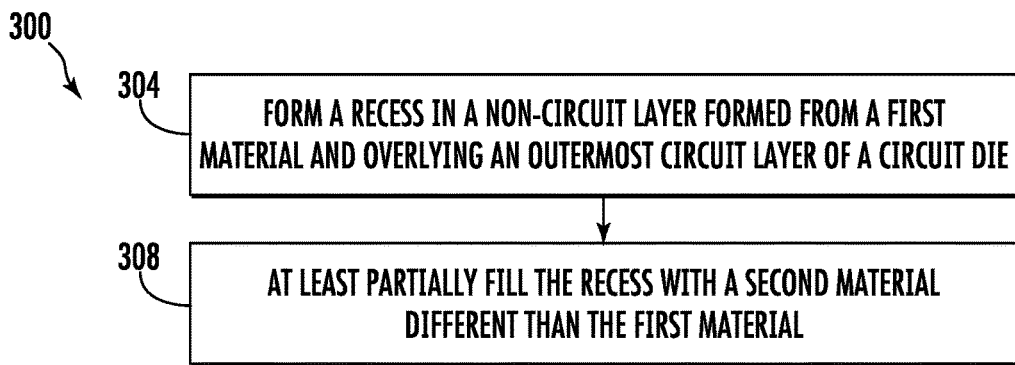 300
304
FORM A RECESS IN A NON-CIRCUIT LAYER FORMED FROM A FIRST
MATERIAL AND OVERLYING AN OUTERMOST CIRCUIT LAYER OF A CIRCUIT DIE
308
AT LEAST PARTIALLY FILL THE RECESS WITH A SECOND MATERIAL
DIFFERENT THAN THE FIRST MATERIAL